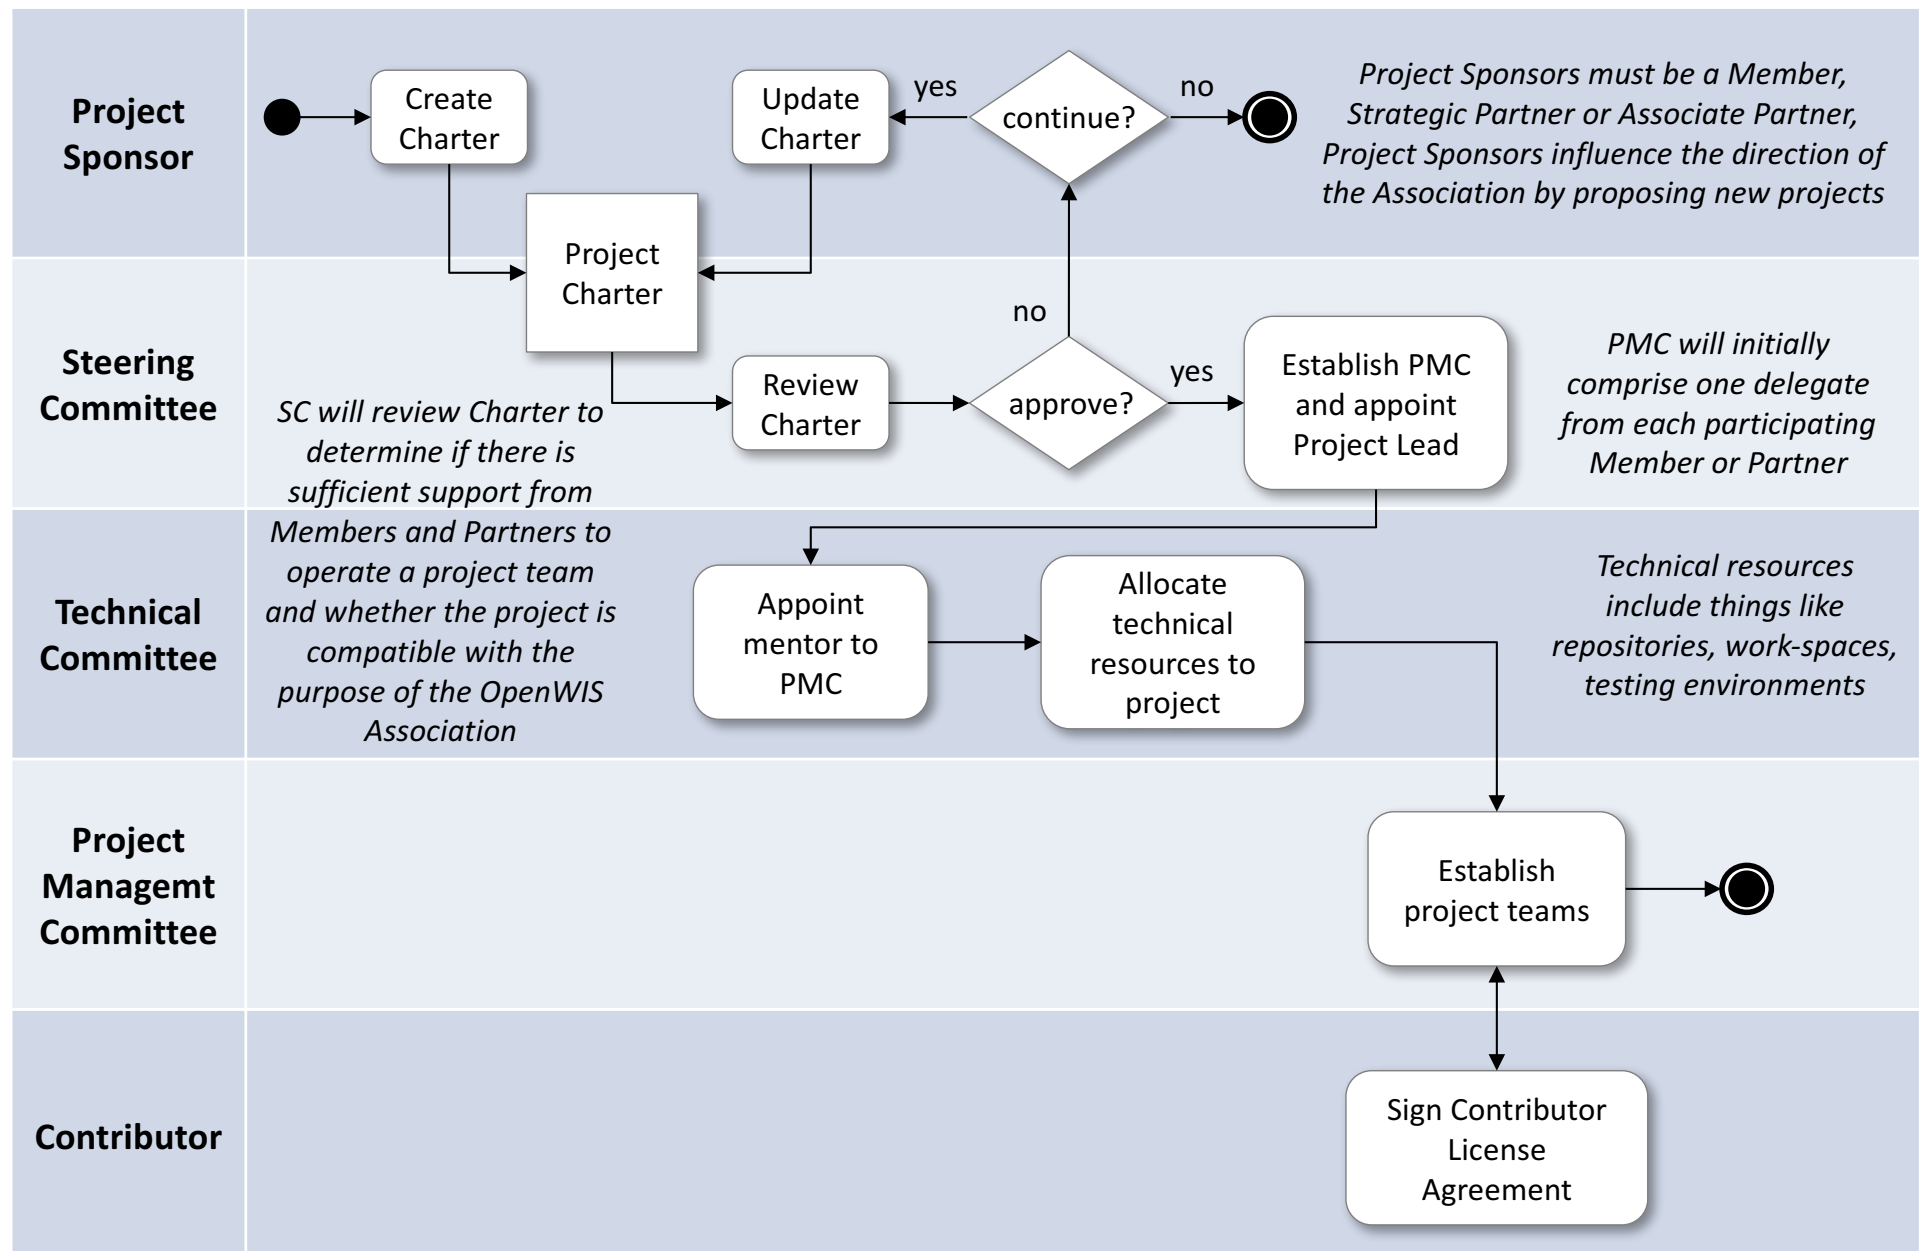 Project
Sponsor
Create
Charter
Update
Charter
yes
continue?
no
Project Sponsors must be a Member,
Strategic Partner or Associate Partner,
Project Sponsors influence the direction of
the Association by proposing new projects
Project
Charter
Steering
Committee
SC will review Charter to
determine if there is
sufficient support from
Members and Partners to
operate a project team
and whether the project is
compatible with the
purpose of the OpenWIS
Association
Review
Charter
no
approve?
yes
Establish PMC
and appoint
Project Lead
PMC will initially
comprise one delegate
from each participating
Member or Partner
Technical
Committee
Appoint
mentor to
PMC
Allocate
technical
resources to
project
Technical resources
include things like
repositories, work-spaces,
testing environments
Project
Managemt
Committee
Establish
project teams
Contributor
Sign Contributor
License
Agreement